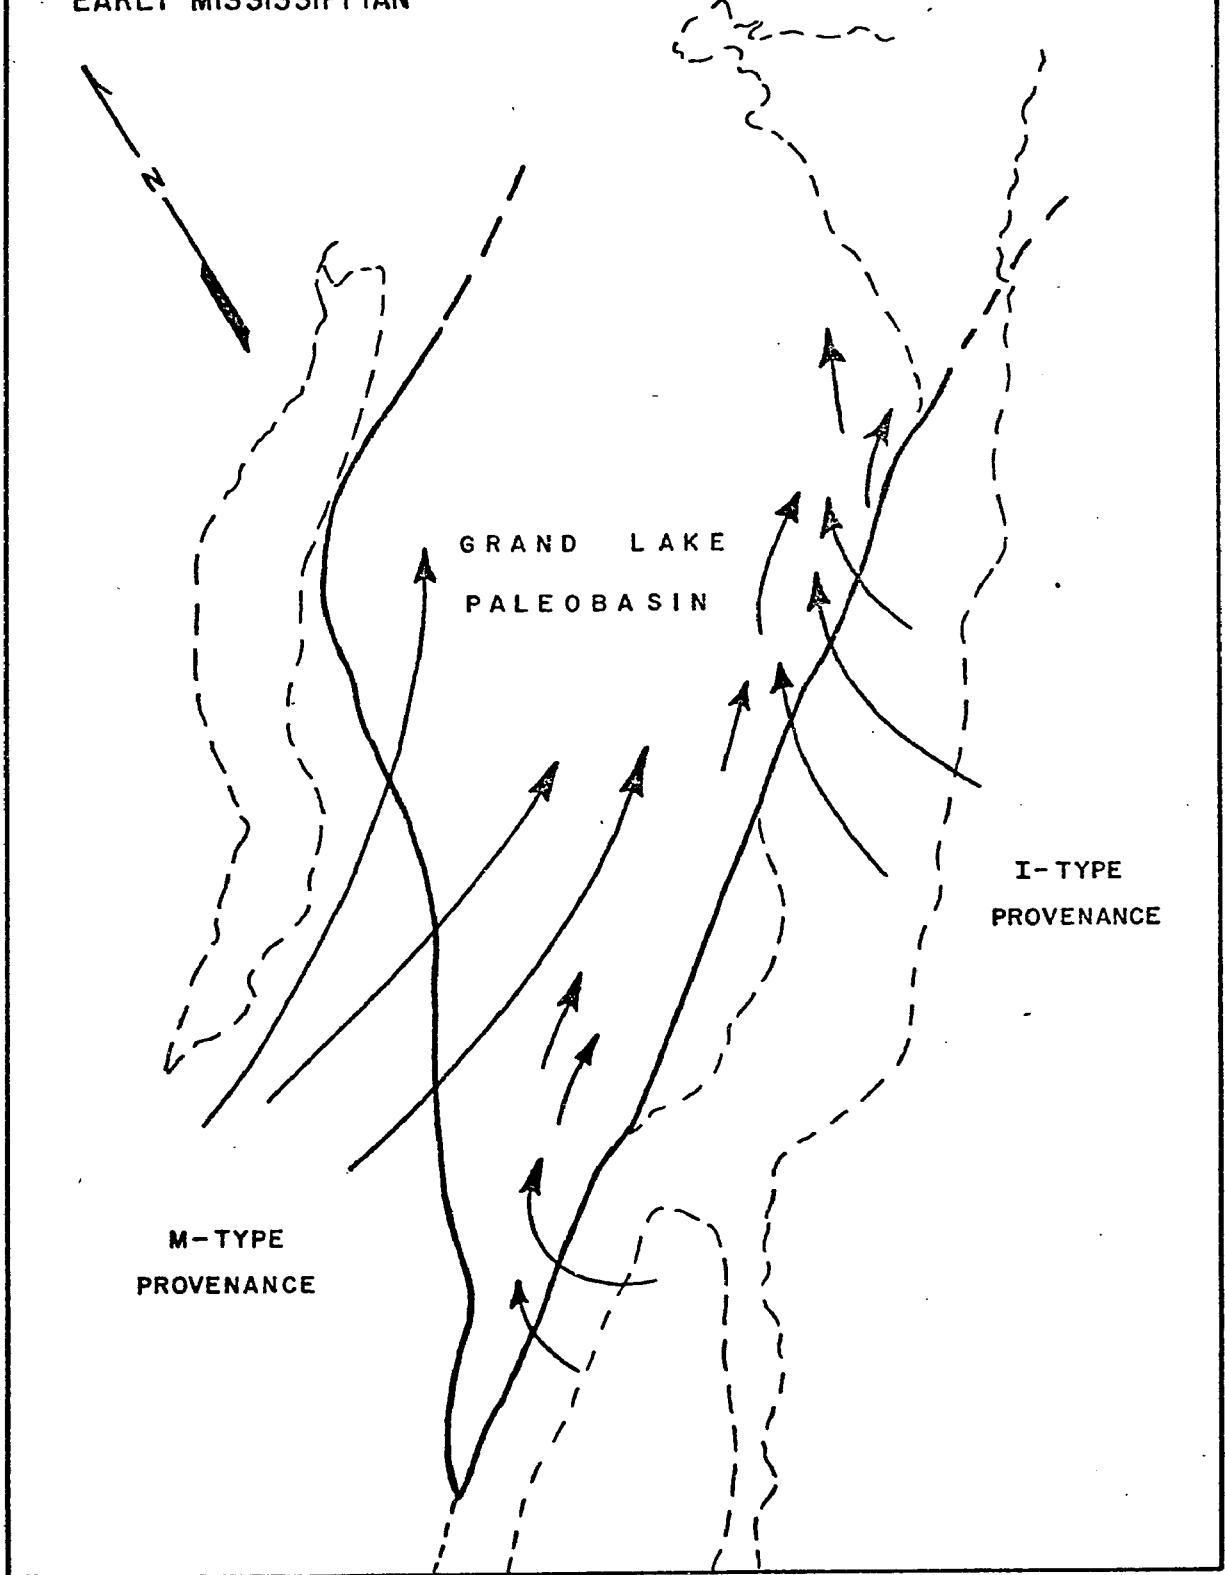 EARLY MISSISSIPPIAN
N
GRAND LAKE
PALEOBASIN
I-TYPE
PROVENANCE
M-TYPE
PROVENANCE